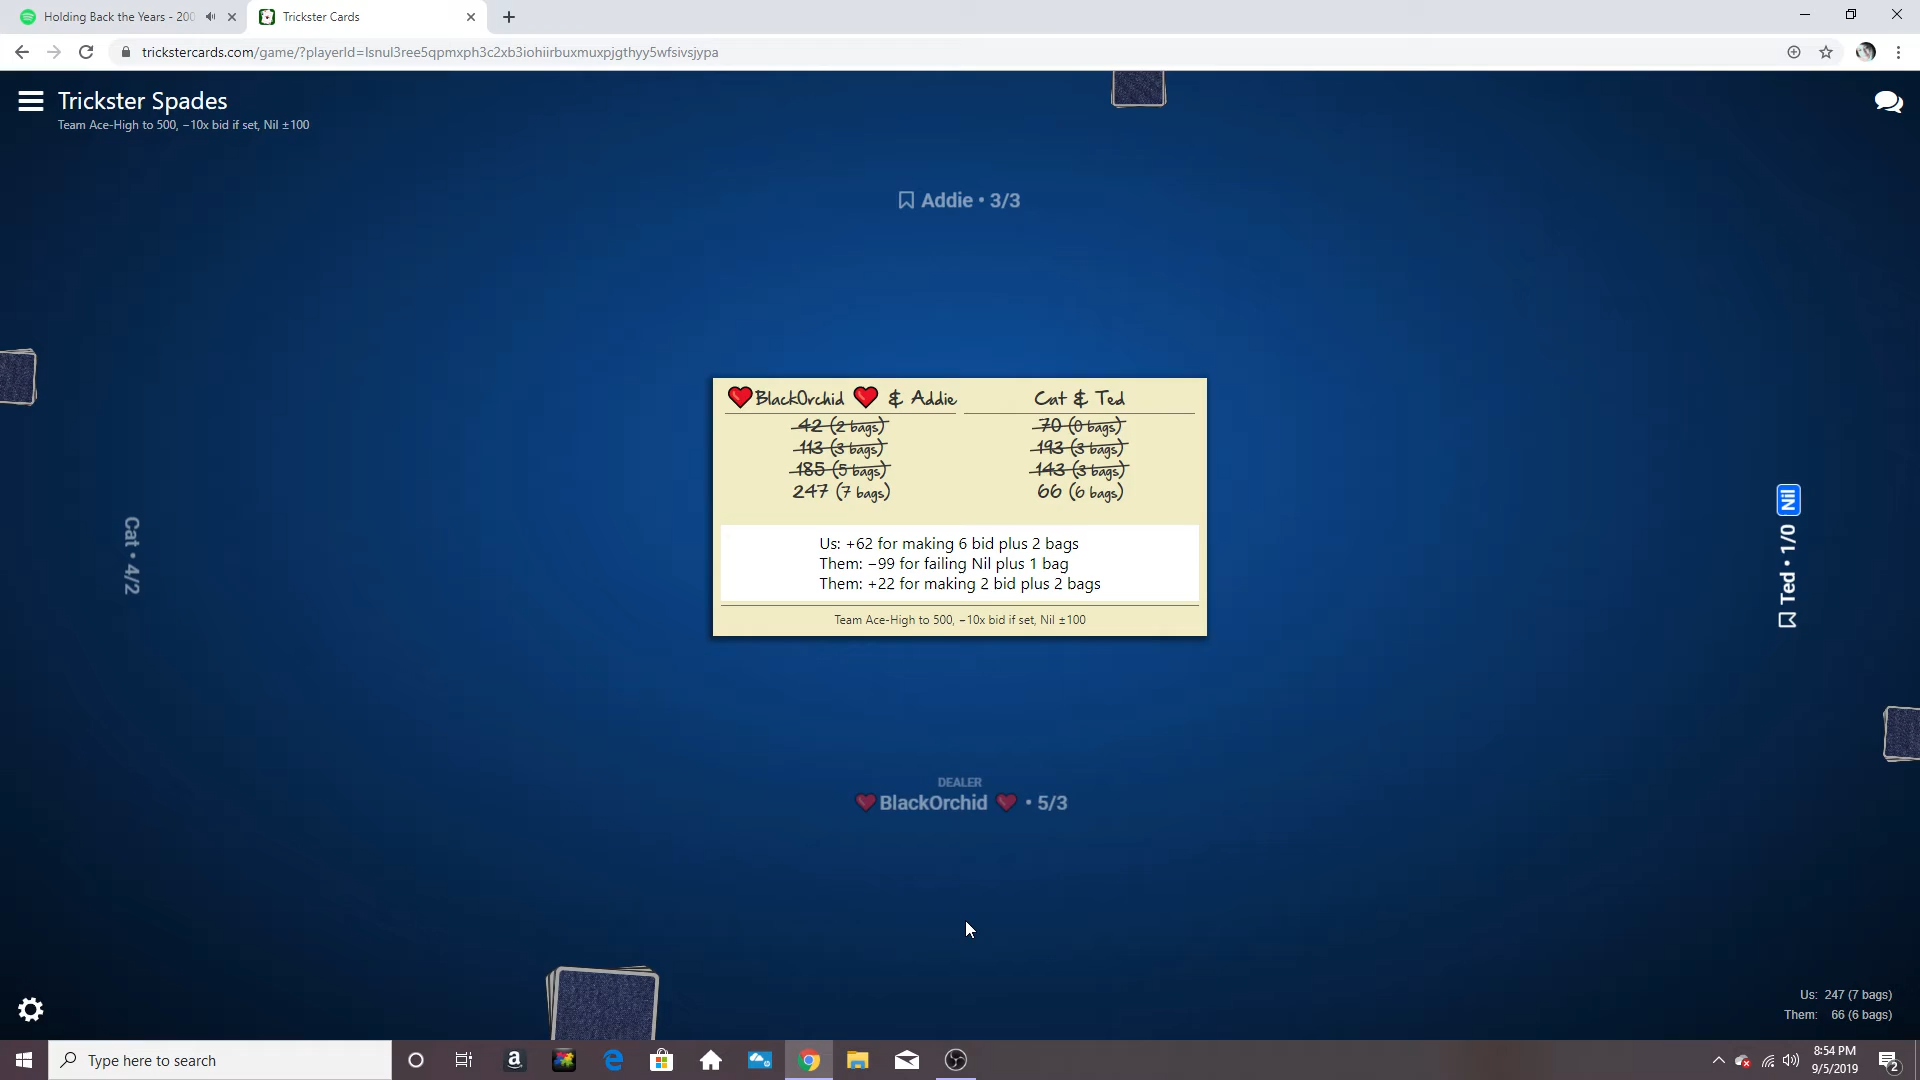 Holding Back the Years - 200
Trickster Cards
trickstercards.com/game/?playerId=lsnul3ree5qpmxph3c2xb3iohiirbuxmuxpjgthyy5wfsivsjypa
Trickster Spades
Team Ace-High to 500, −10x bid if set, Nil ±100
Addie • 3/3
BlackOrchid & Addie Cat & Ted
42 (2 bags) 70 (0 bags)
113 (3 bags) 193 (3 bags)
185 (5 bags) 143 (3 bags)
247 (7 bags) 66 (6 bags)
Us: +62 for making 6 bid plus 2 bags
Them: −99 for failing Nil plus 1 bag
Them: +22 for making 2 bid plus 2 bags
Team Ace-High to 500, −10x bid if set, Nil ±100
Cat • 4/2
Ted • 1/0 Nil
DEALER
BlackOrchid • 5/3
Us: 247 (7 bags)
Them: 66 (6 bags)
Type here to search
8:54 PM
9/5/2019
2